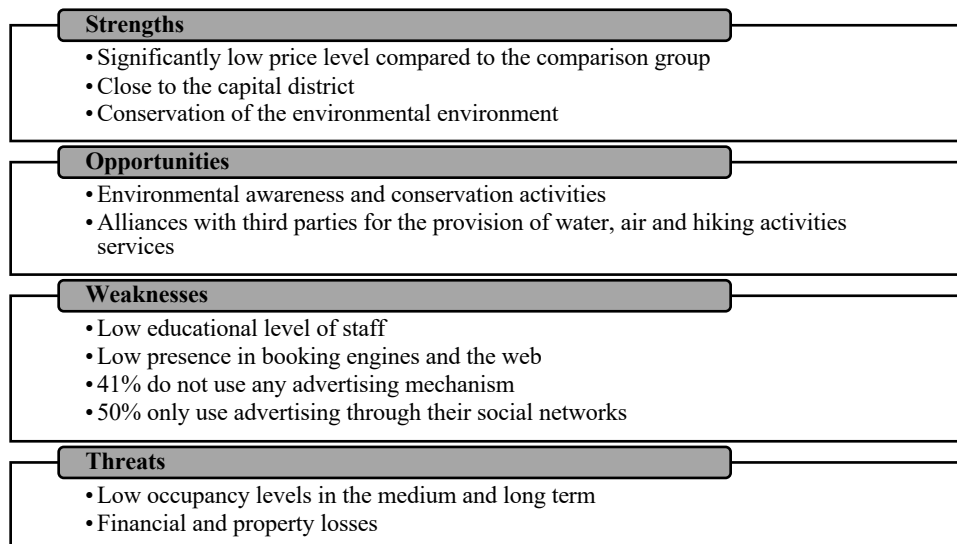 Strengths
• Significantly low price level compared to the comparison group
• Close to the capital district
• Conservation of the environmental environment
Opportunities
• Environmental awareness and conservation activities
• Alliances with third parties for the provision of water, air and hiking activities
services
Weaknesses
• Low educational level of staff
• Low presence in booking engines and the web
• 41% do not use any advertising mechanism
• 50% only use advertising through their social networks
Threats
• Low occupancy levels in the medium and long term
• Financial and property losses